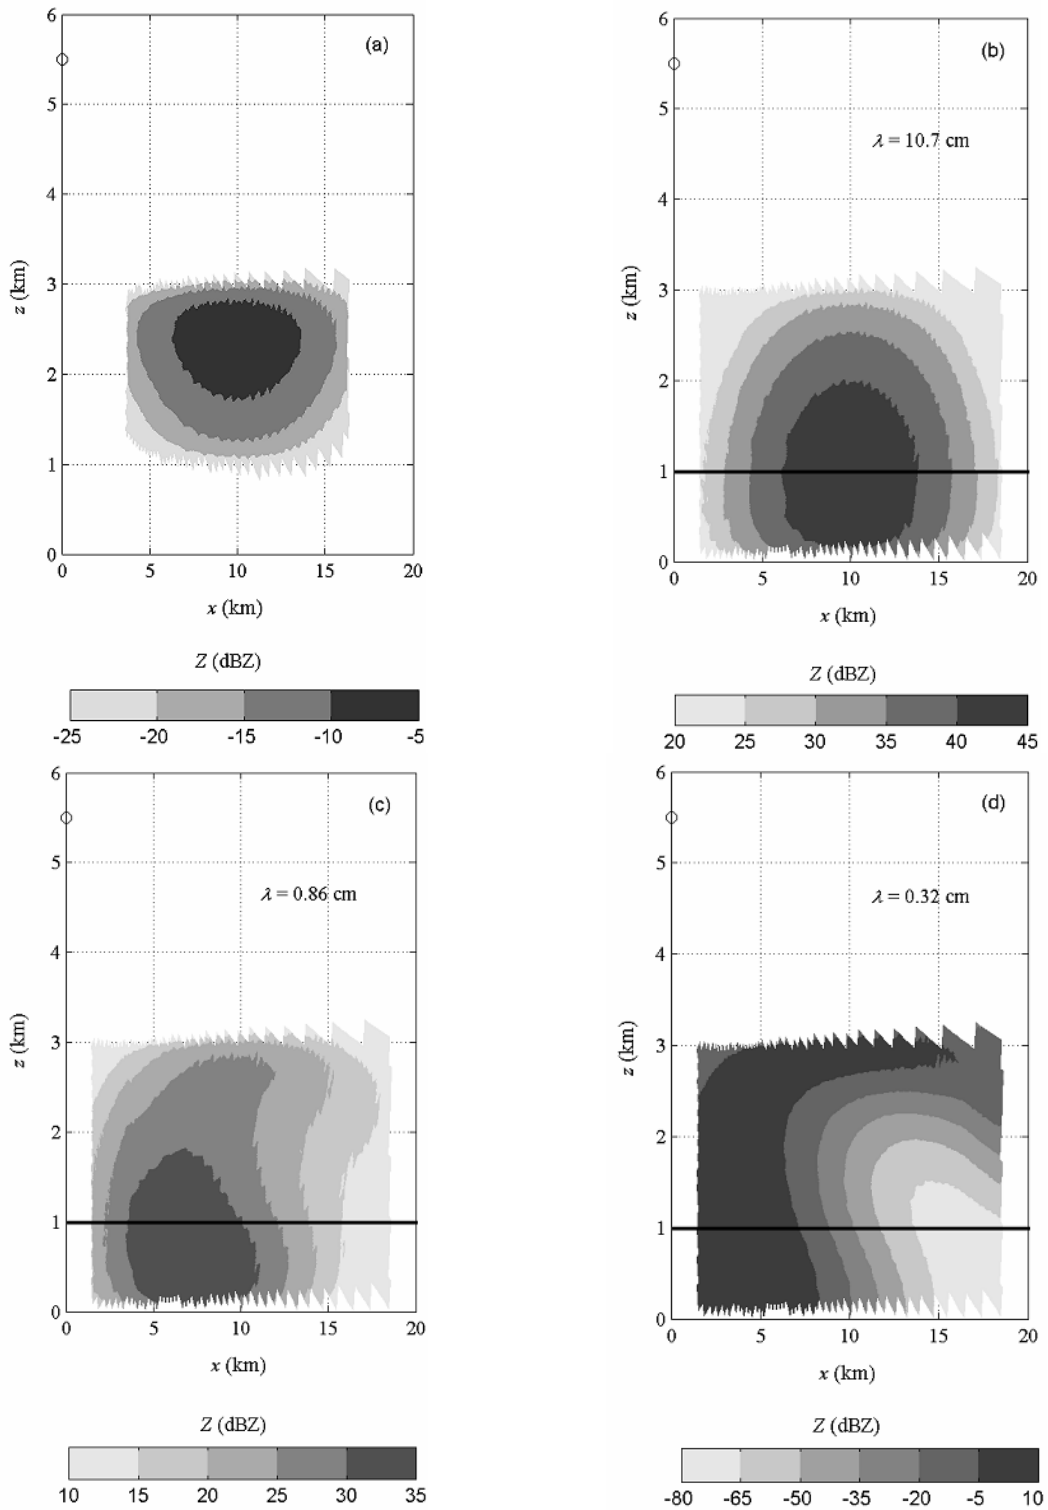 6
(a)
5
4
3
2
1
0
z (km)
0 5 10 15 20
x (km)
Z (dBZ)
-25 -20 -15 -10 -5
6
(b)
5
λ = 10.7 cm
4
3
2
1
0
z (km)
0 5 10 15 20
x (km)
Z (dBZ)
20 25 30 35 40 45
6
(c)
5
λ = 0.86 cm
4
3
2
1
0
z (km)
0 5 10 15 20
x (km)
Z (dBZ)
10 15 20 25 30 35
6
(d)
5
λ = 0.32 cm
4
3
2
1
0
z (km)
0 5 10 15 20
x (km)
Z (dBZ)
-80 -65 -50 -35 -20 -5 10